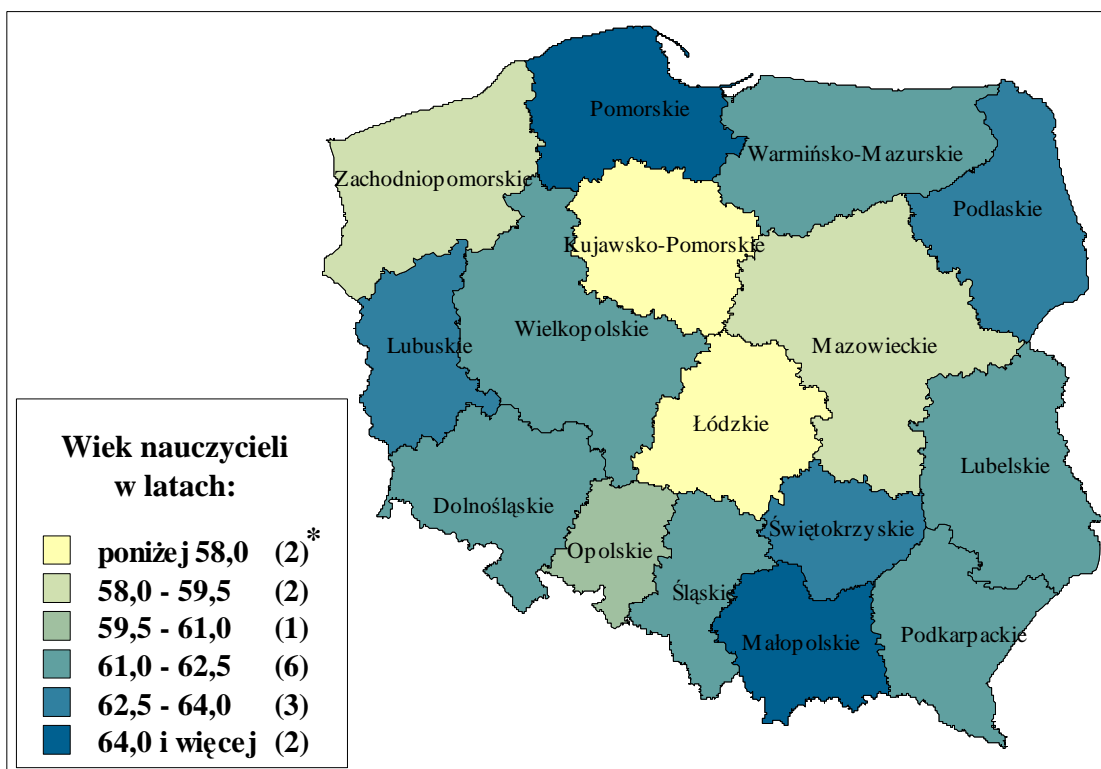 Pomorskie
Warmińsko-Mazurskie
Zachodniopomorskie
Podlaskie
Kujawsko-Pomorskie
Wielkopolskie
Lubuskie
Mazowieckie
Łódzkie
Lubelskie
Dolnośląskie
Świętokrzyskie
Opolskie
Śląskie
Małopolskie
Podkarpackie
Wiek nauczycieli
w latach:
poniżej 58,0 (2)*
58,0 - 59,5 (2)
59,5 - 61,0 (1)
61,0 - 62,5 (6)
62,5 - 64,0 (3)
64,0 i więcej (2)